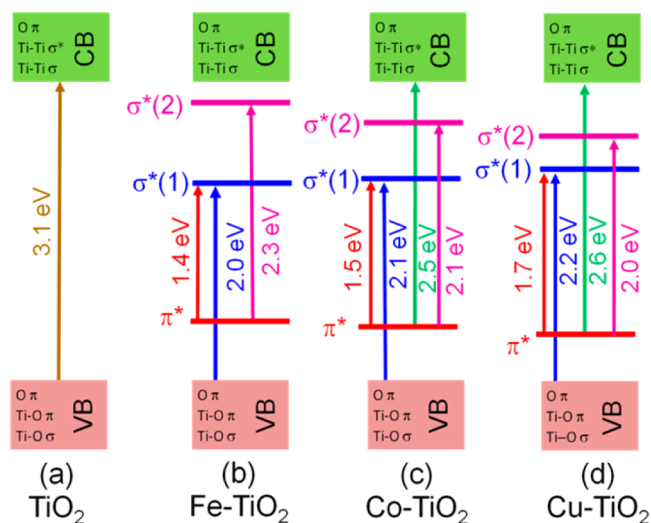 O π
Ti-Ti σ*
Ti-Ti σ
CB
3.1 eV
O π
Ti-O π
Ti-O σ
VB
(a)
TiO₂
O π
Ti-Ti σ*
Ti-Ti σ
CB
σ*(2)
σ*(1)
1.4 eV
2.0 eV
2.3 eV
π*
O π
Ti-O π
Ti-O σ
VB
(b)
Fe-TiO₂
O π
Ti-Ti σ*
Ti-Ti σ
CB
σ*(2)
σ*(1)
1.5 eV
2.1 eV
2.5 eV
2.1 eV
π*
O π
Ti-O π
Ti-O σ
VB
(c)
Co-TiO₂
O π
Ti-Ti σ*
Ti-Ti σ
CB
σ*(2)
σ*(1)
1.7 eV
2.2 eV
2.6 eV
2.0 eV
π*
O π
Ti-O π
Ti–O σ
VB
(d)
Cu-TiO₂